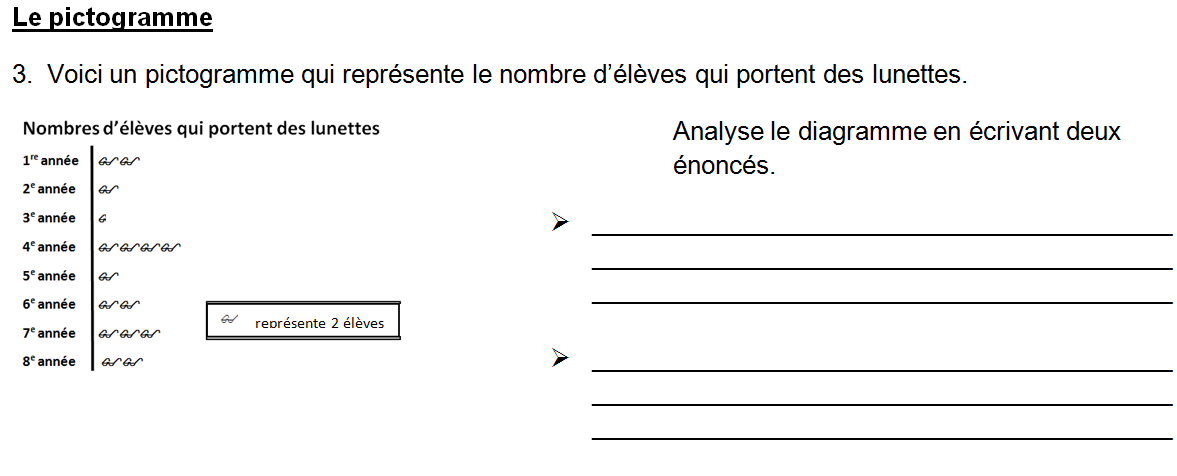 Le pictogramme
3. Voici un pictogramme qui représente le nombre d’élèves qui portent des lunettes.
Nombres d’élèves qui portent des lunettes
1re année
2e année
3e année
4e année
5e année
6e année
7e année
8e année
représente 2 élèves
Analyse le diagramme en écrivant deux
énoncés.